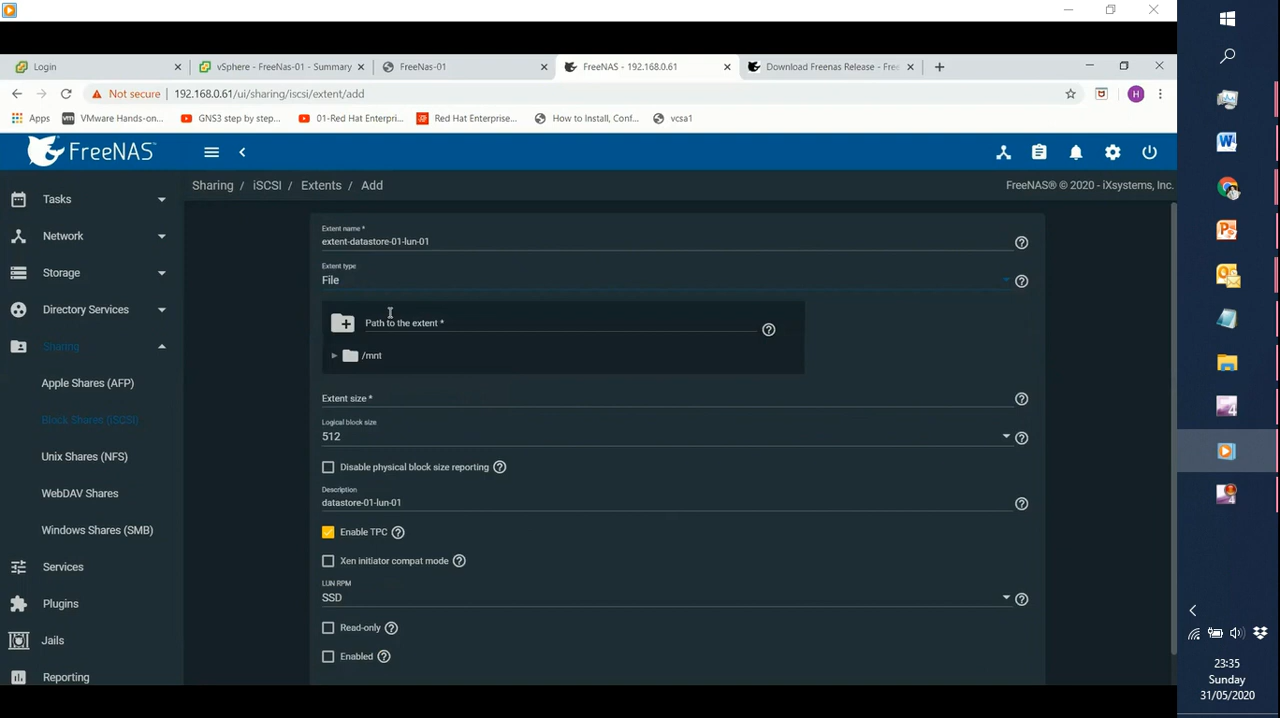 Login
vSphere - FreeNas-01 - Summary
FreeNas-01
FreeNAS - 192.168.0.61
Download Freenas Release - Free
Not secure
192.168.0.61/ui/sharing/iscsi/extent/add
H
Apps
VMware Hands-on...
GNS3 step by step...
01-Red Hat Enterpri...
Red Hat Enterprise...
How to Install, Conf...
vcsa1
FreeNAS®
Sharing / iSCSI / Extents / Add
FreeNAS® © 2020 - iXsystems, Inc.
Tasks
Network
Storage
Directory Services
Sharing
Apple Shares (AFP)
Block Shares (iSCSI)
Unix Shares (NFS)
WebDAV Shares
Windows Shares (SMB)
Services
Plugins
Jails
Reporting
Extent name *
extent-datastore-01-lun-01
Extent type
File
Path to the extent *
/mnt
Extent size *
Logical block size
512
Disable physical block size reporting
Description
datastore-01-lun-01
Enable TPC
Xen initiator compat mode
LUN RPM
SSD
Read-only
Enabled
23:35
Sunday
31/05/2020